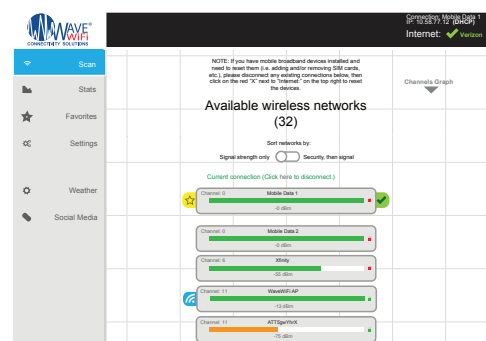 WAVE®
WiFi
CONNECTIVITY SOLUTIONS
Connection: Mobile Data 1
IP: 10.58.77.12 (DHCP)
Internet: Verizon
Scan
Stats
Favorites
Settings
Weather
Social Media
NOTE: If you have mobile broadband devices installed and
need to reset them (i.e. adding and/or removing SIM cards,
etc.), please disconnect any existing connections below, then
click on the red "X" next to "Internet:" on the top right to reset
the devices.
Channels Graph
Available wireless networks
(32)
Sort networks by:
Signal strength only Security, then signal
Current connection (Click here to disconnect.)
Channel: 0 Mobile Data 1
-0 dBm
Channel: 0 Mobile Data 2
-0 dBm
Channel: 6 Xfinity
-55 dBm
Channel: 11 WaveWiFi AP
-13 dBm
Channel: 11
-75 dBm